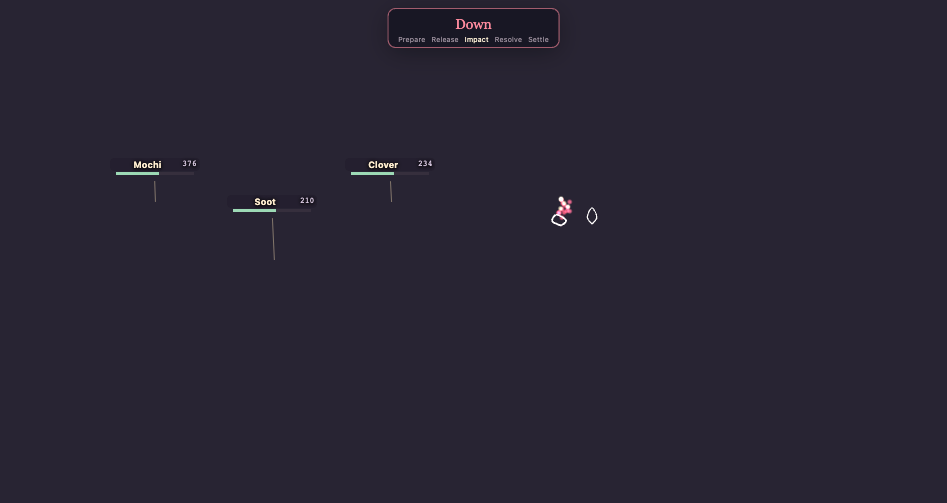 Down
Prepare Release Impact Resolve Settle
Mochi 376
Clover 234
Soot 210